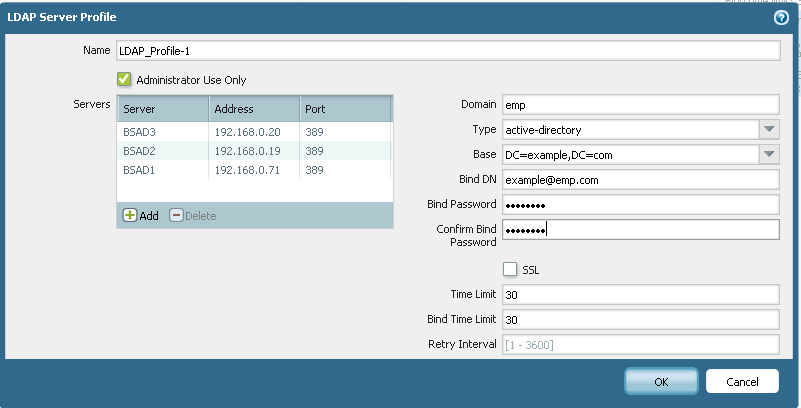 LDAP Server Profile
Name LDAP_Profile-1
Administrator Use Only
Servers
Server Address Port
BSAD3 192.168.0.20 389
BSAD2 192.168.0.19 389
BSAD1 192.168.0.71 389
Add Delete
Domain emp
Type active-directory
Base DC=example,DC=com
Bind DN example@emp.com
Bind Password ••••••••
Confirm Bind
Password ••••••••
SSL
Time Limit 30
Bind Time Limit 30
Retry Interval [1 - 3600]
OK Cancel